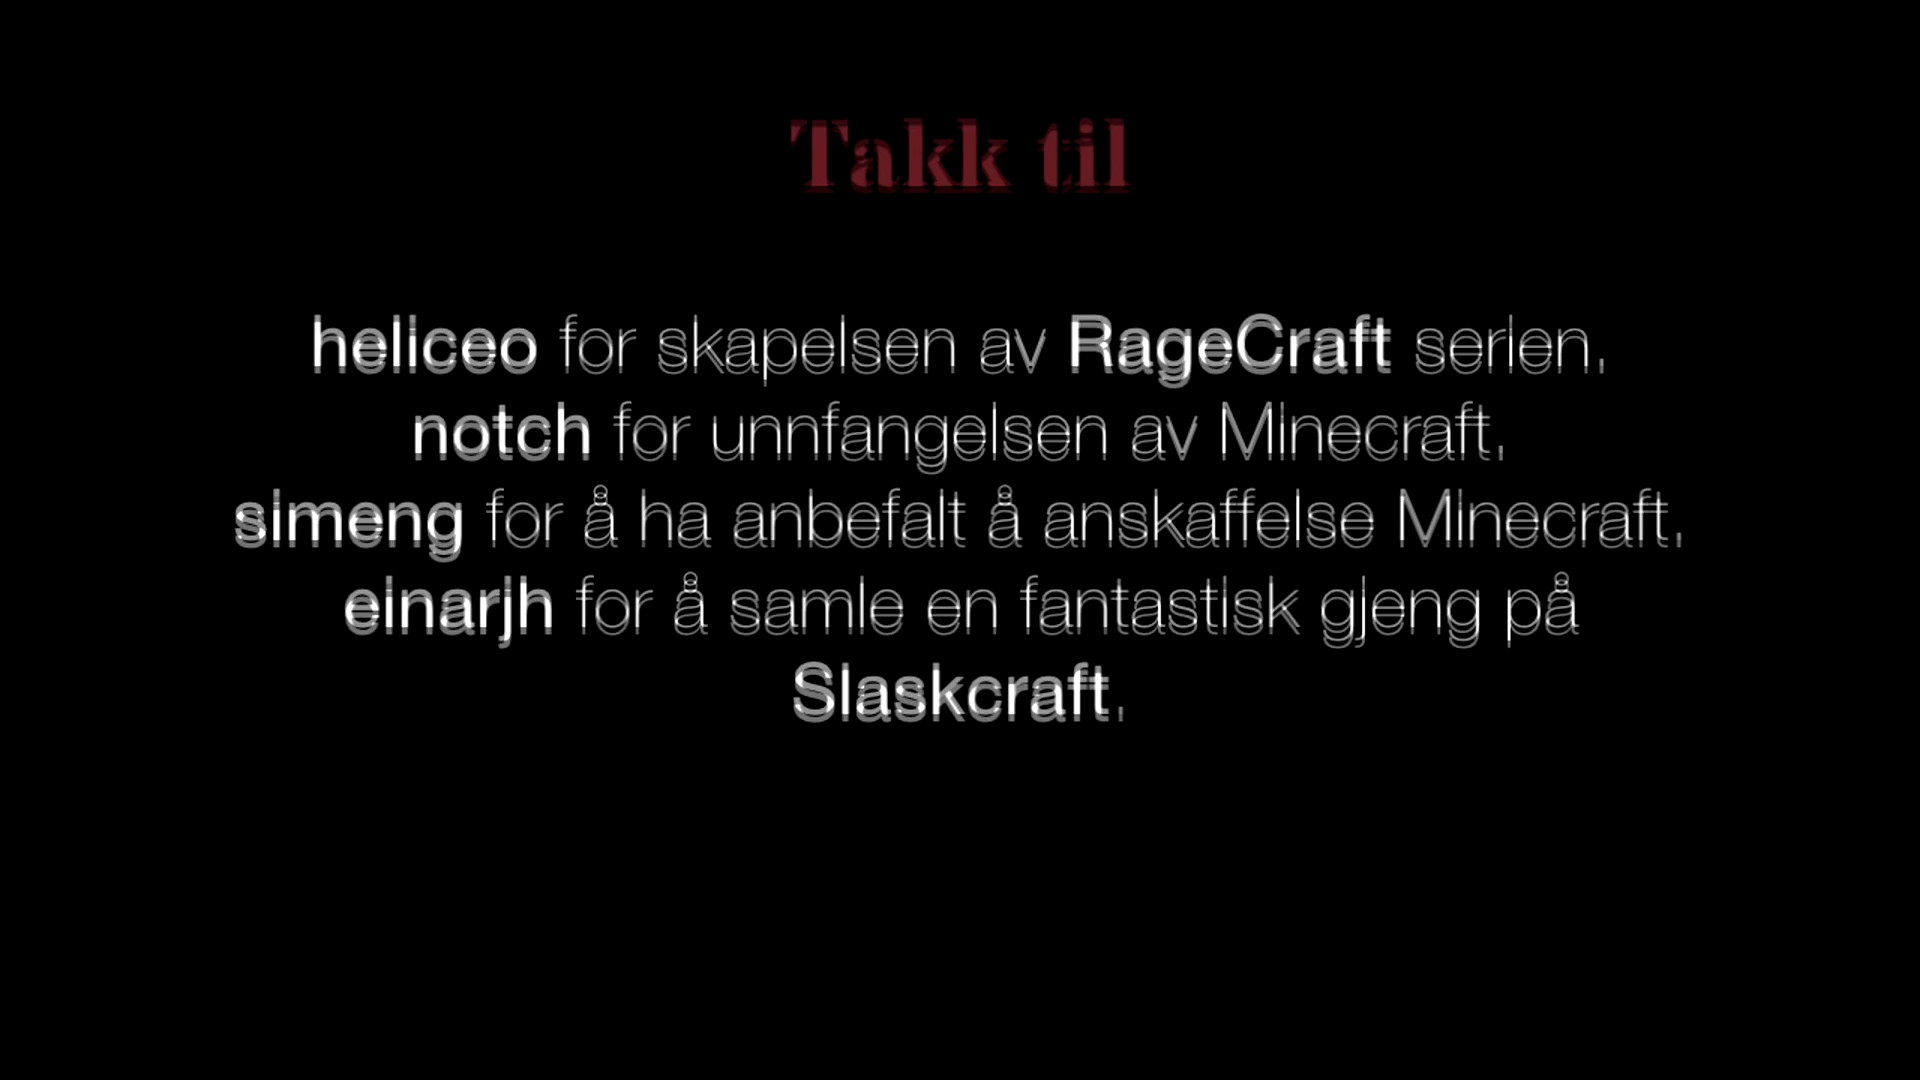 Takk til
heliceo for skapelsen av RageCraft serien.
notch for unnfangelsen av Minecraft.
simeng for å ha anbefalt å anskaffelse Minecraft.
einarjh for å samle en fantastisk gjeng på
Slaskcraft.